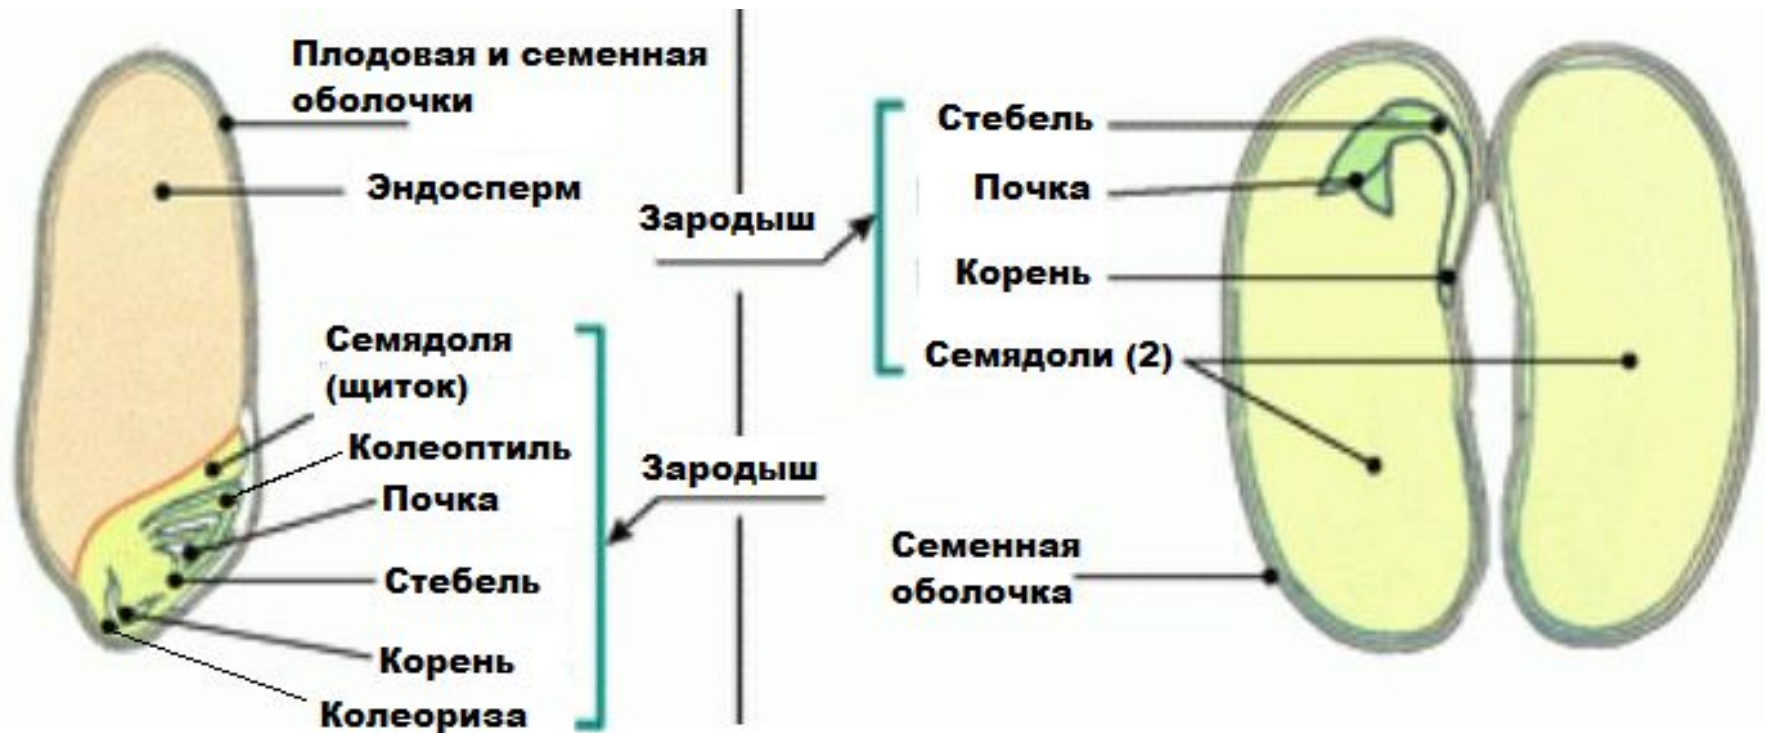 Плодовая и семенная
оболочки
Эндосперм
Семядоля
(щиток)
Колеоптиль
Почка
Стебель
Корень
Колеориза
Зародыш
Зародыш
Стебель
Почка
Корень
Семядоли (2)
Семенная
оболочка